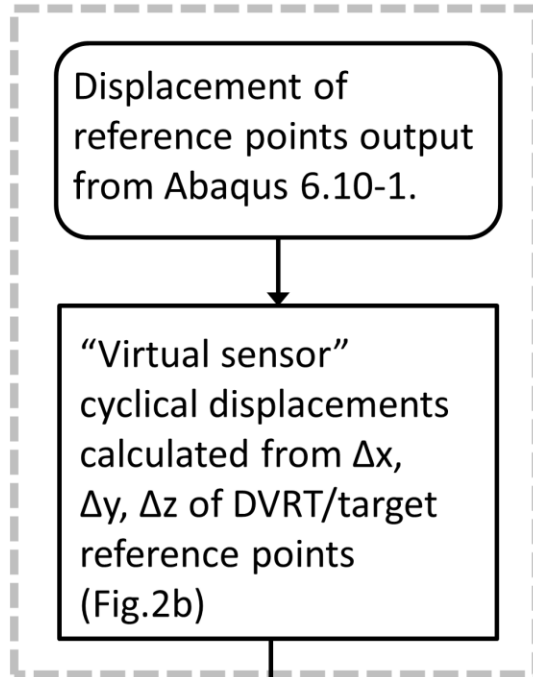 Displacement of
reference points output
from Abaqus 6.10-1.
“Virtual sensor”
cyclical displacements
calculated from Δx,
Δy, Δz of DVRT/target
reference points
(Fig.2b)